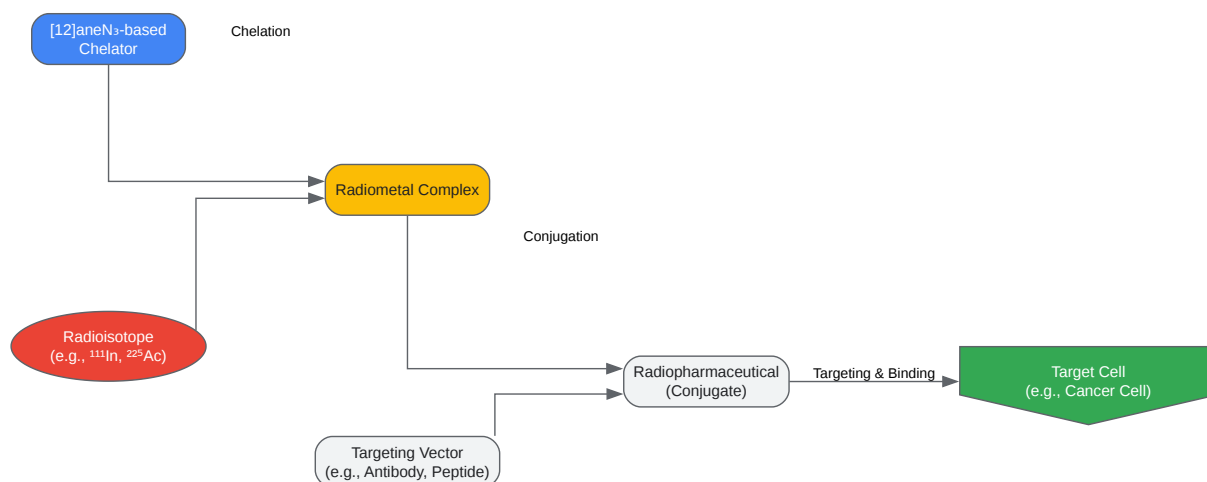 [12]aneN₃-based
Chelator
Chelation
Radiometal Complex
Conjugation
Radioisotope
(e.g., ¹¹¹In, ²²⁵Ac)
Radiopharmaceutical
(Conjugate)
Targeting & Binding
Target Cell
(e.g., Cancer Cell)
Targeting Vector
(e.g., Antibody, Peptide)